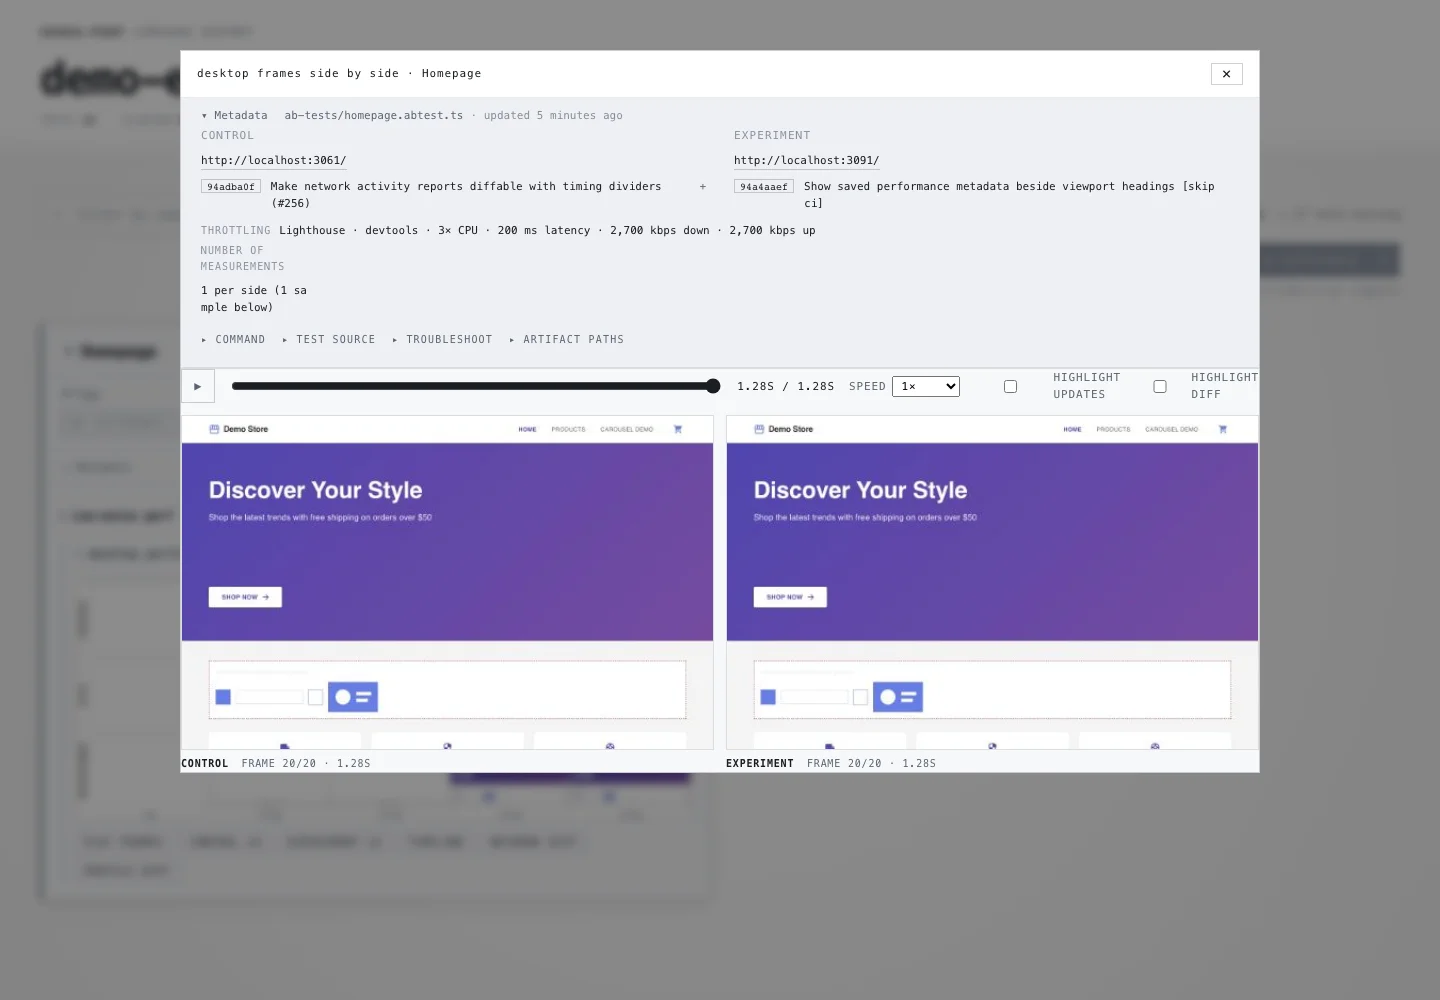 desktop frames side by side · Homepage
×
▾ Metadata ab-tests/homepage.abtest.ts · updated 5 minutes ago
CONTROL
http://localhost:3061/
94adba0f Make network activity reports diffable with timing dividers
(#256)
+
EXPERIMENT
http://localhost:3091/
94a4aaef Show saved performance metadata beside viewport headings [skip
ci]
THROTTLING Lighthouse · devtools · 3× CPU · 200 ms latency · 2,700 kbps down · 2,700 kbps up
NUMBER OF
MEASUREMENTS
1 per side (1 sa
mple below)
▸ COMMAND ▸ TEST SOURCE ▸ TROUBLESHOOT ▸ ARTIFACT PATHS
1.28S / 1.28S SPEED 1×
HIGHLIGHT
UPDATES
HIGHLIGHT
DIFF
Demo Store HOME PRODUCTS CAROUSEL DEMO
Discover Your Style
Shop the latest trends with free shipping on orders over $50
SHOP NOW →
CONTROL FRAME 20/20 · 1.28S
Demo Store HOME PRODUCTS CAROUSEL DEMO
Discover Your Style
Shop the latest trends with free shipping on orders over $50
SHOP NOW →
EXPERIMENT FRAME 20/20 · 1.28S